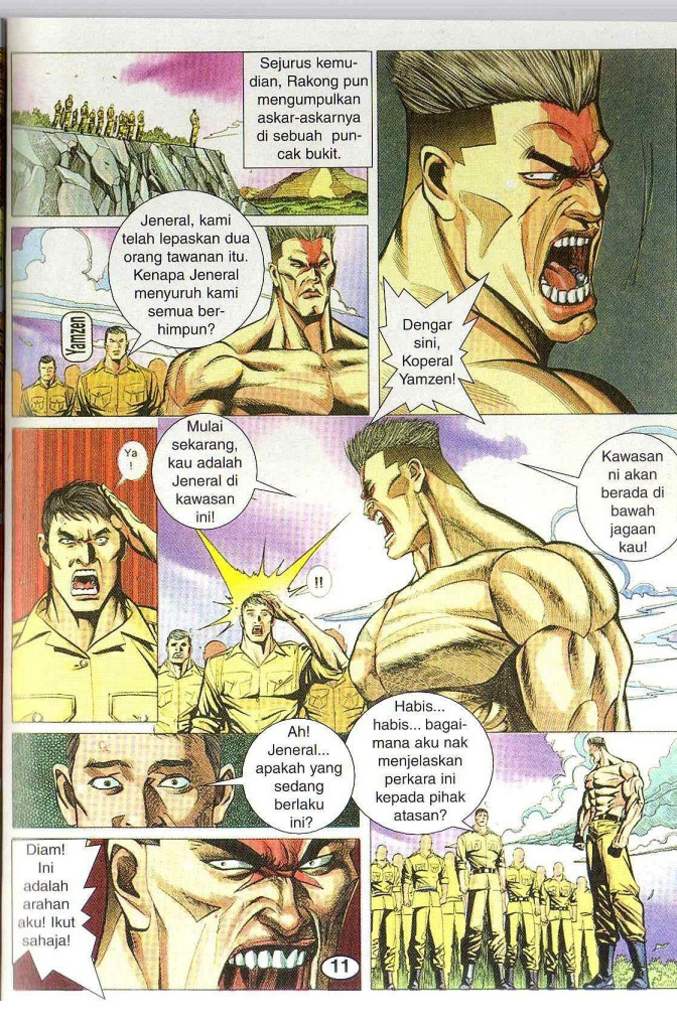 Sejurus kemu-
dian, Rakong pun
mengumpulkan
askar-askarnya
di sebuah pun-
cak bukit.
Jeneral, kami
telah lepaskan dua
orang tawanan itu.
Kenapa Jeneral
menyuruh kami
semua ber-
himpun?
Yamzen
Dengar
sini,
Koperal
Yamzen!
Ya
!
Mulai
sekarang,
kau adalah
Jeneral di
kawasan
ini!
!!
Kawasan
ni akan
berada di
bawah
jagaan
kau!
Ah!
Jeneral...
apakah yang
sedang
berlaku
ini?
Habis...
habis... bagai-
mana aku nak
menjelaskan
perkara ini
kepada pihak
atasan?
Diam!
Ini
adalah
arahan
aku! Ikut
sahaja!
11